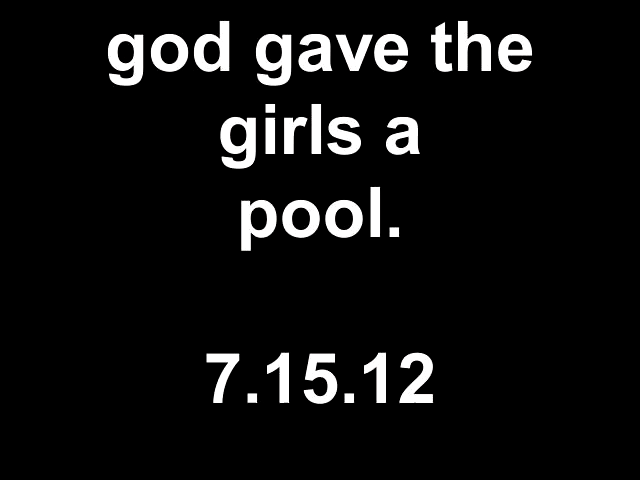 god gave the
girls a
pool.
7.15.12